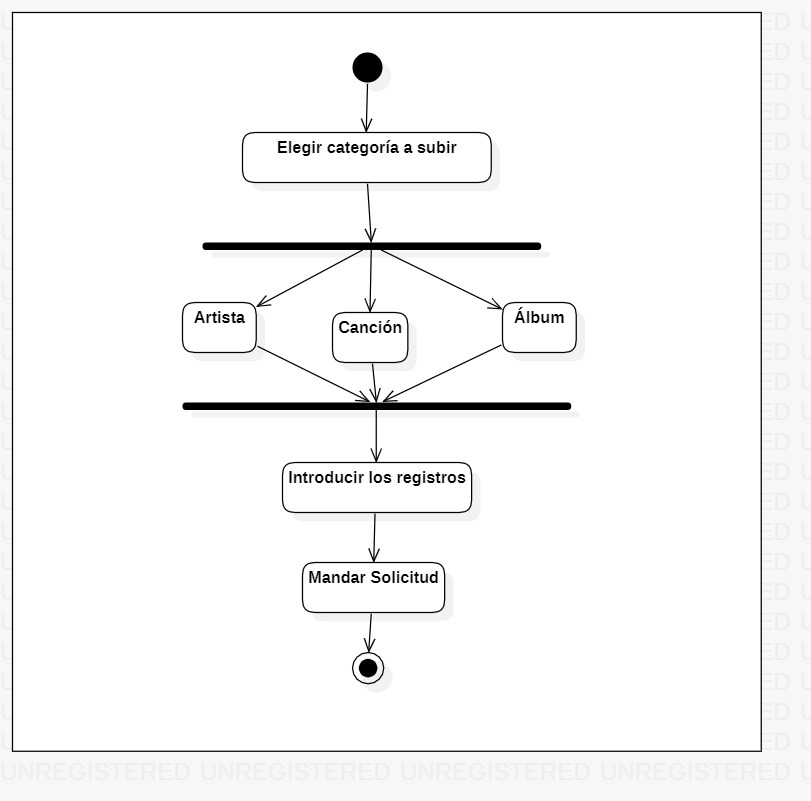 Elegir categoría a subir
Artista
Canción
Álbum
Introducir los registros
Mandar Solicitud
UNREGISTERED UNREGISTERED UNREGISTERED UNREGISTERED